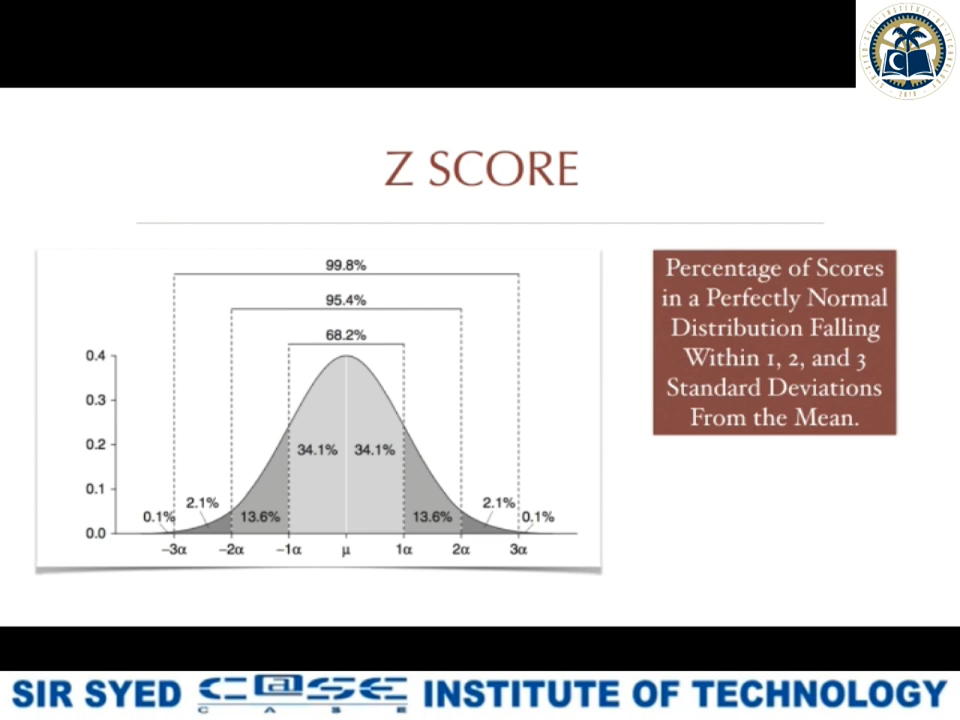 Z SCORE
99.8%
95.4%
68.2%
0.4
0.3
0.2
0.1
0.0
34.1% 34.1%
2.1% 2.1%
0.1% 13.6% 13.6% 0.1%
−3α −2α −1α μ 1α 2α 3α
Percentage of Scores
in a Perfectly Normal
Distribution Falling
Within 1, 2, and 3
Standard Deviations
From the Mean.
SIR SYED C@SE INSTITUTE OF TECHNOLOGY
C A S E